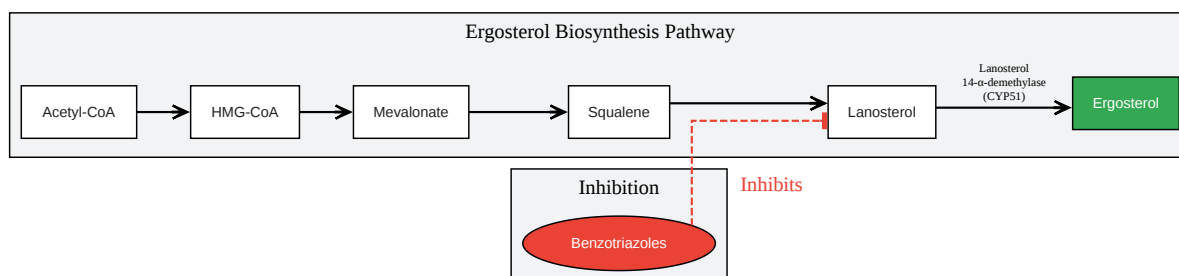 Ergosterol Biosynthesis Pathway
Acetyl-CoA
HMG-CoA
Mevalonate
Squalene
Lanosterol
Lanosterol
14-α-demethylase
(CYP51)
Ergosterol
Inhibition
Inhibits
Benzotriazoles